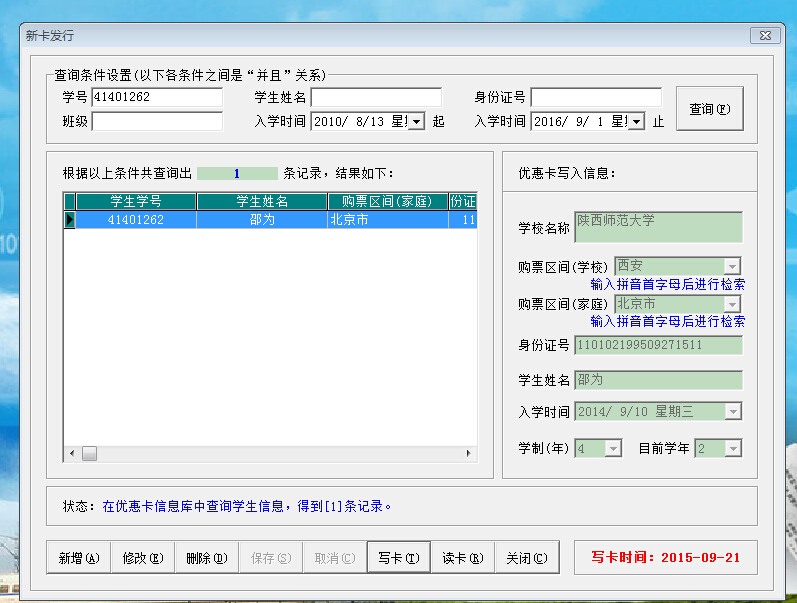 新卡发行
查询条件设置(以下各条件之间是“并且”关系)
学号 41401262 学生姓名 身份证号 查询(F)
班级 入学时间 2010/ 8/13 星 起 入学时间 2016/ 9/ 1 星 止
根据以上条件共查询出 1 条记录，结果如下：
学生学号 学生姓名 购票区间(家庭) 份证
41401262 邵为 北京市 11
优惠卡写入信息：
学校名称 陕西师范大学
购票区间(学校) 西安
输入拼音首字母后进行检索
购票区间(家庭) 北京市
输入拼音首字母后进行检索
身份证号 110102199509271511
学生姓名 邵为
入学时间 2014/ 9/10 星期三
学制(年) 4 目前学年 2
状态：在优惠卡信息库中查询学生信息，得到[1]条记录。
新增(A) 修改(E) 删除(D) 保存(S) 取消(C) 写卡(T) 读卡(R) 关闭(C) 写卡时间：2015-09-21